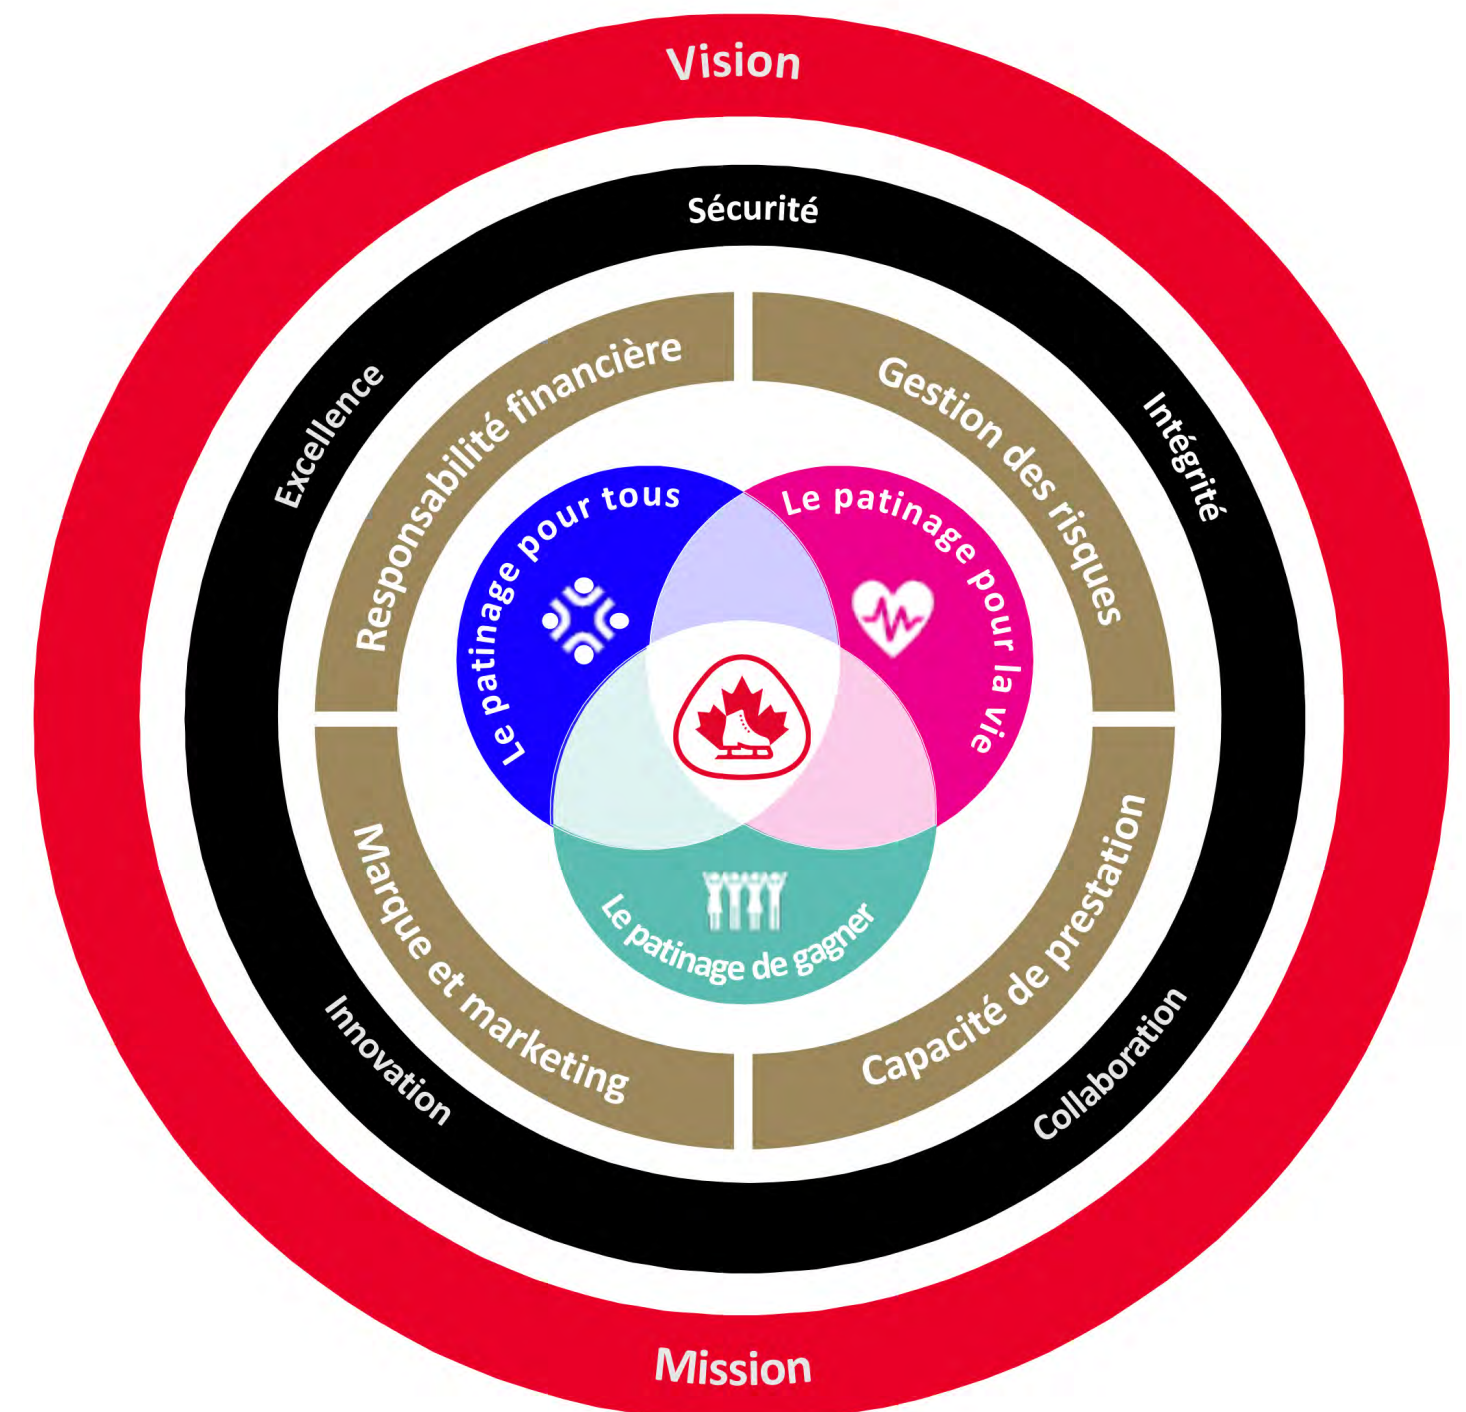 Vision
Sécurité
Excellence
Intégrité
Responsabilité financière
Gestion des risques
Le patinage pour tous
Le patinage pour la vie
Le patinage de gagner
Marque et marketing
Capacité de prestation
Innovation
Collaboration
Mission